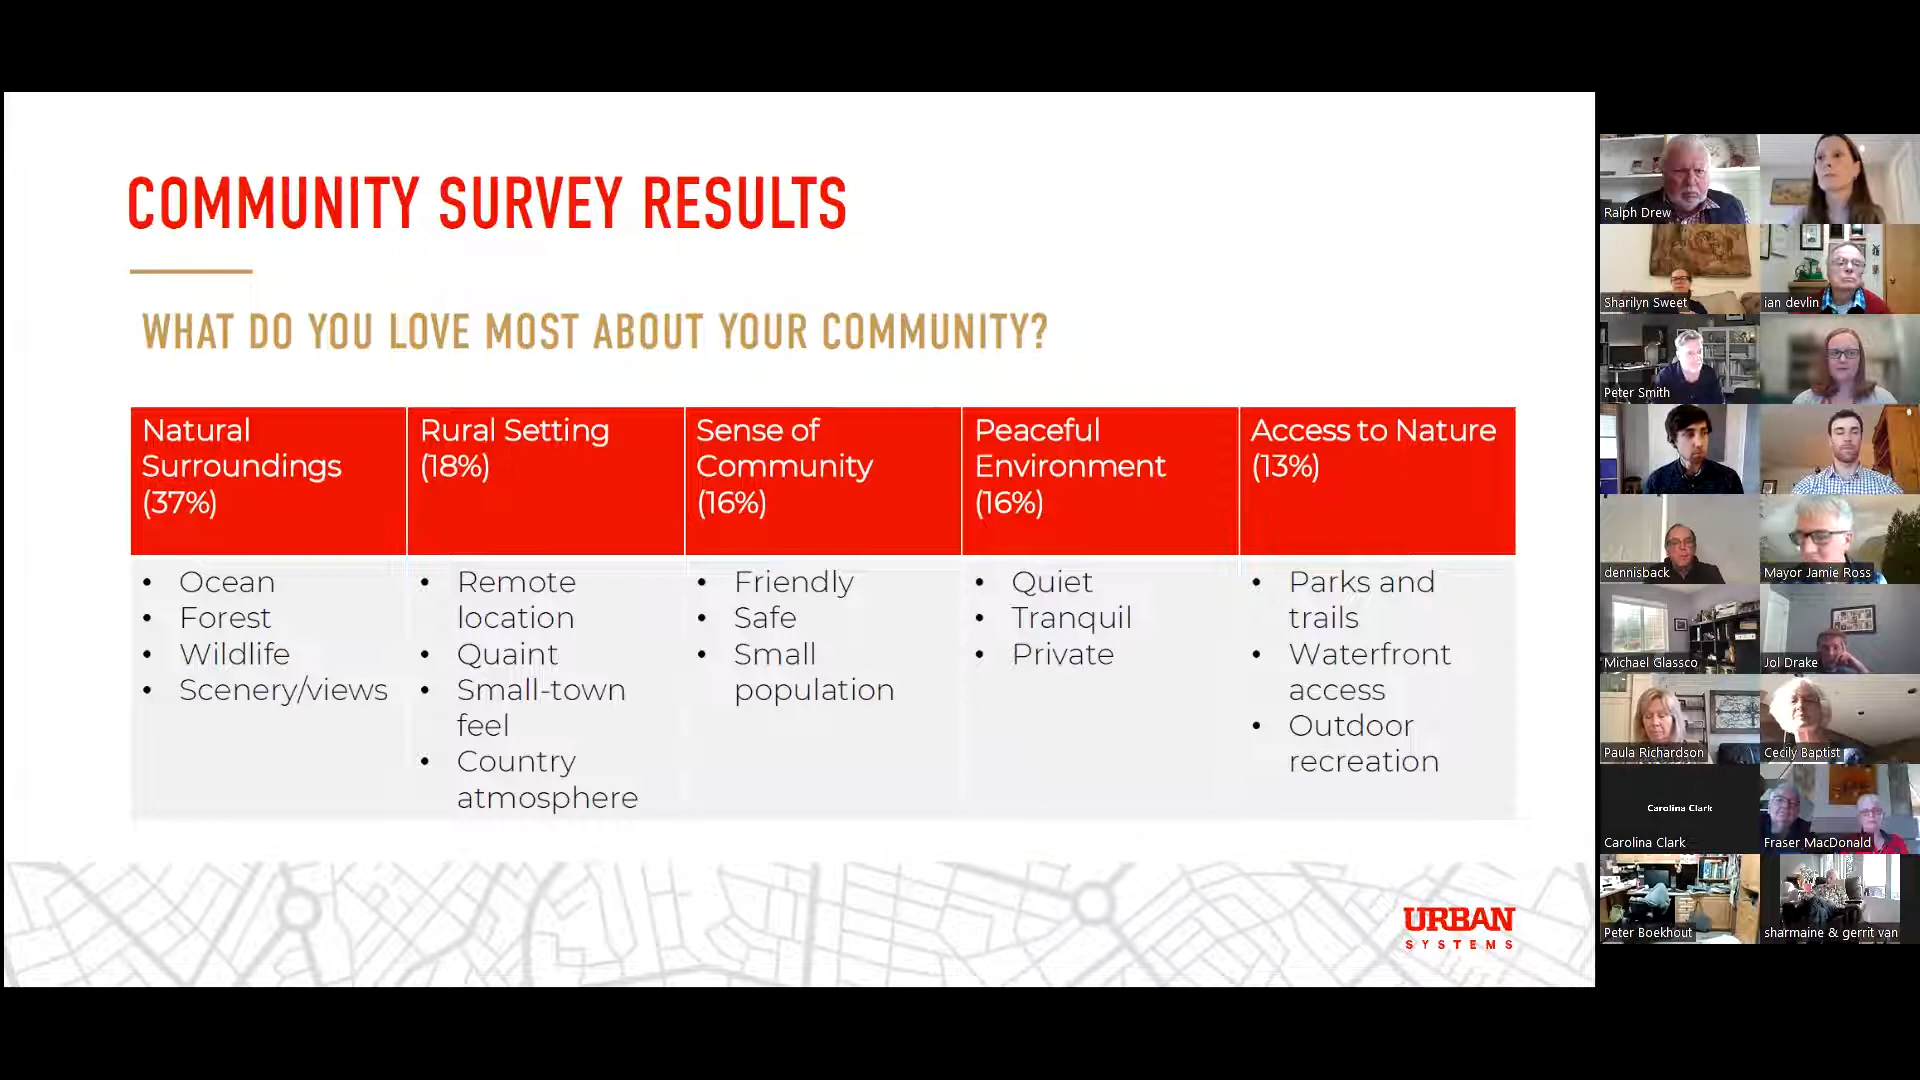 COMMUNITY SURVEY RESULTS
WHAT DO YOU LOVE MOST ABOUT YOUR COMMUNITY?
Natural
Surroundings
(37%)
Rural Setting
(18%)
Sense of
Community
(16%)
Peaceful
Environment
(16%)
Access to Nature
(13%)
• Ocean
• Forest
• Wildlife
• Scenery/views
• Remote
location
• Quaint
• Small-town
feel
• Country
atmosphere
• Friendly
• Safe
• Small
population
• Quiet
• Tranquil
• Private
• Parks and
trails
• Waterfront
access
• Outdoor
recreation
URBAN
SYSTEMS
Ralph Drew
Sharilyn Sweet
ian devlin
Peter Smith
dennisback
Mayor Jamie Ross
Michael Glassco
Jol Drake
Paula Richardson
Cecily Baptist
Carolina Clark
Carolina Clark
Fraser MacDonald
Peter Boekhout
sharmaine & gerrit van